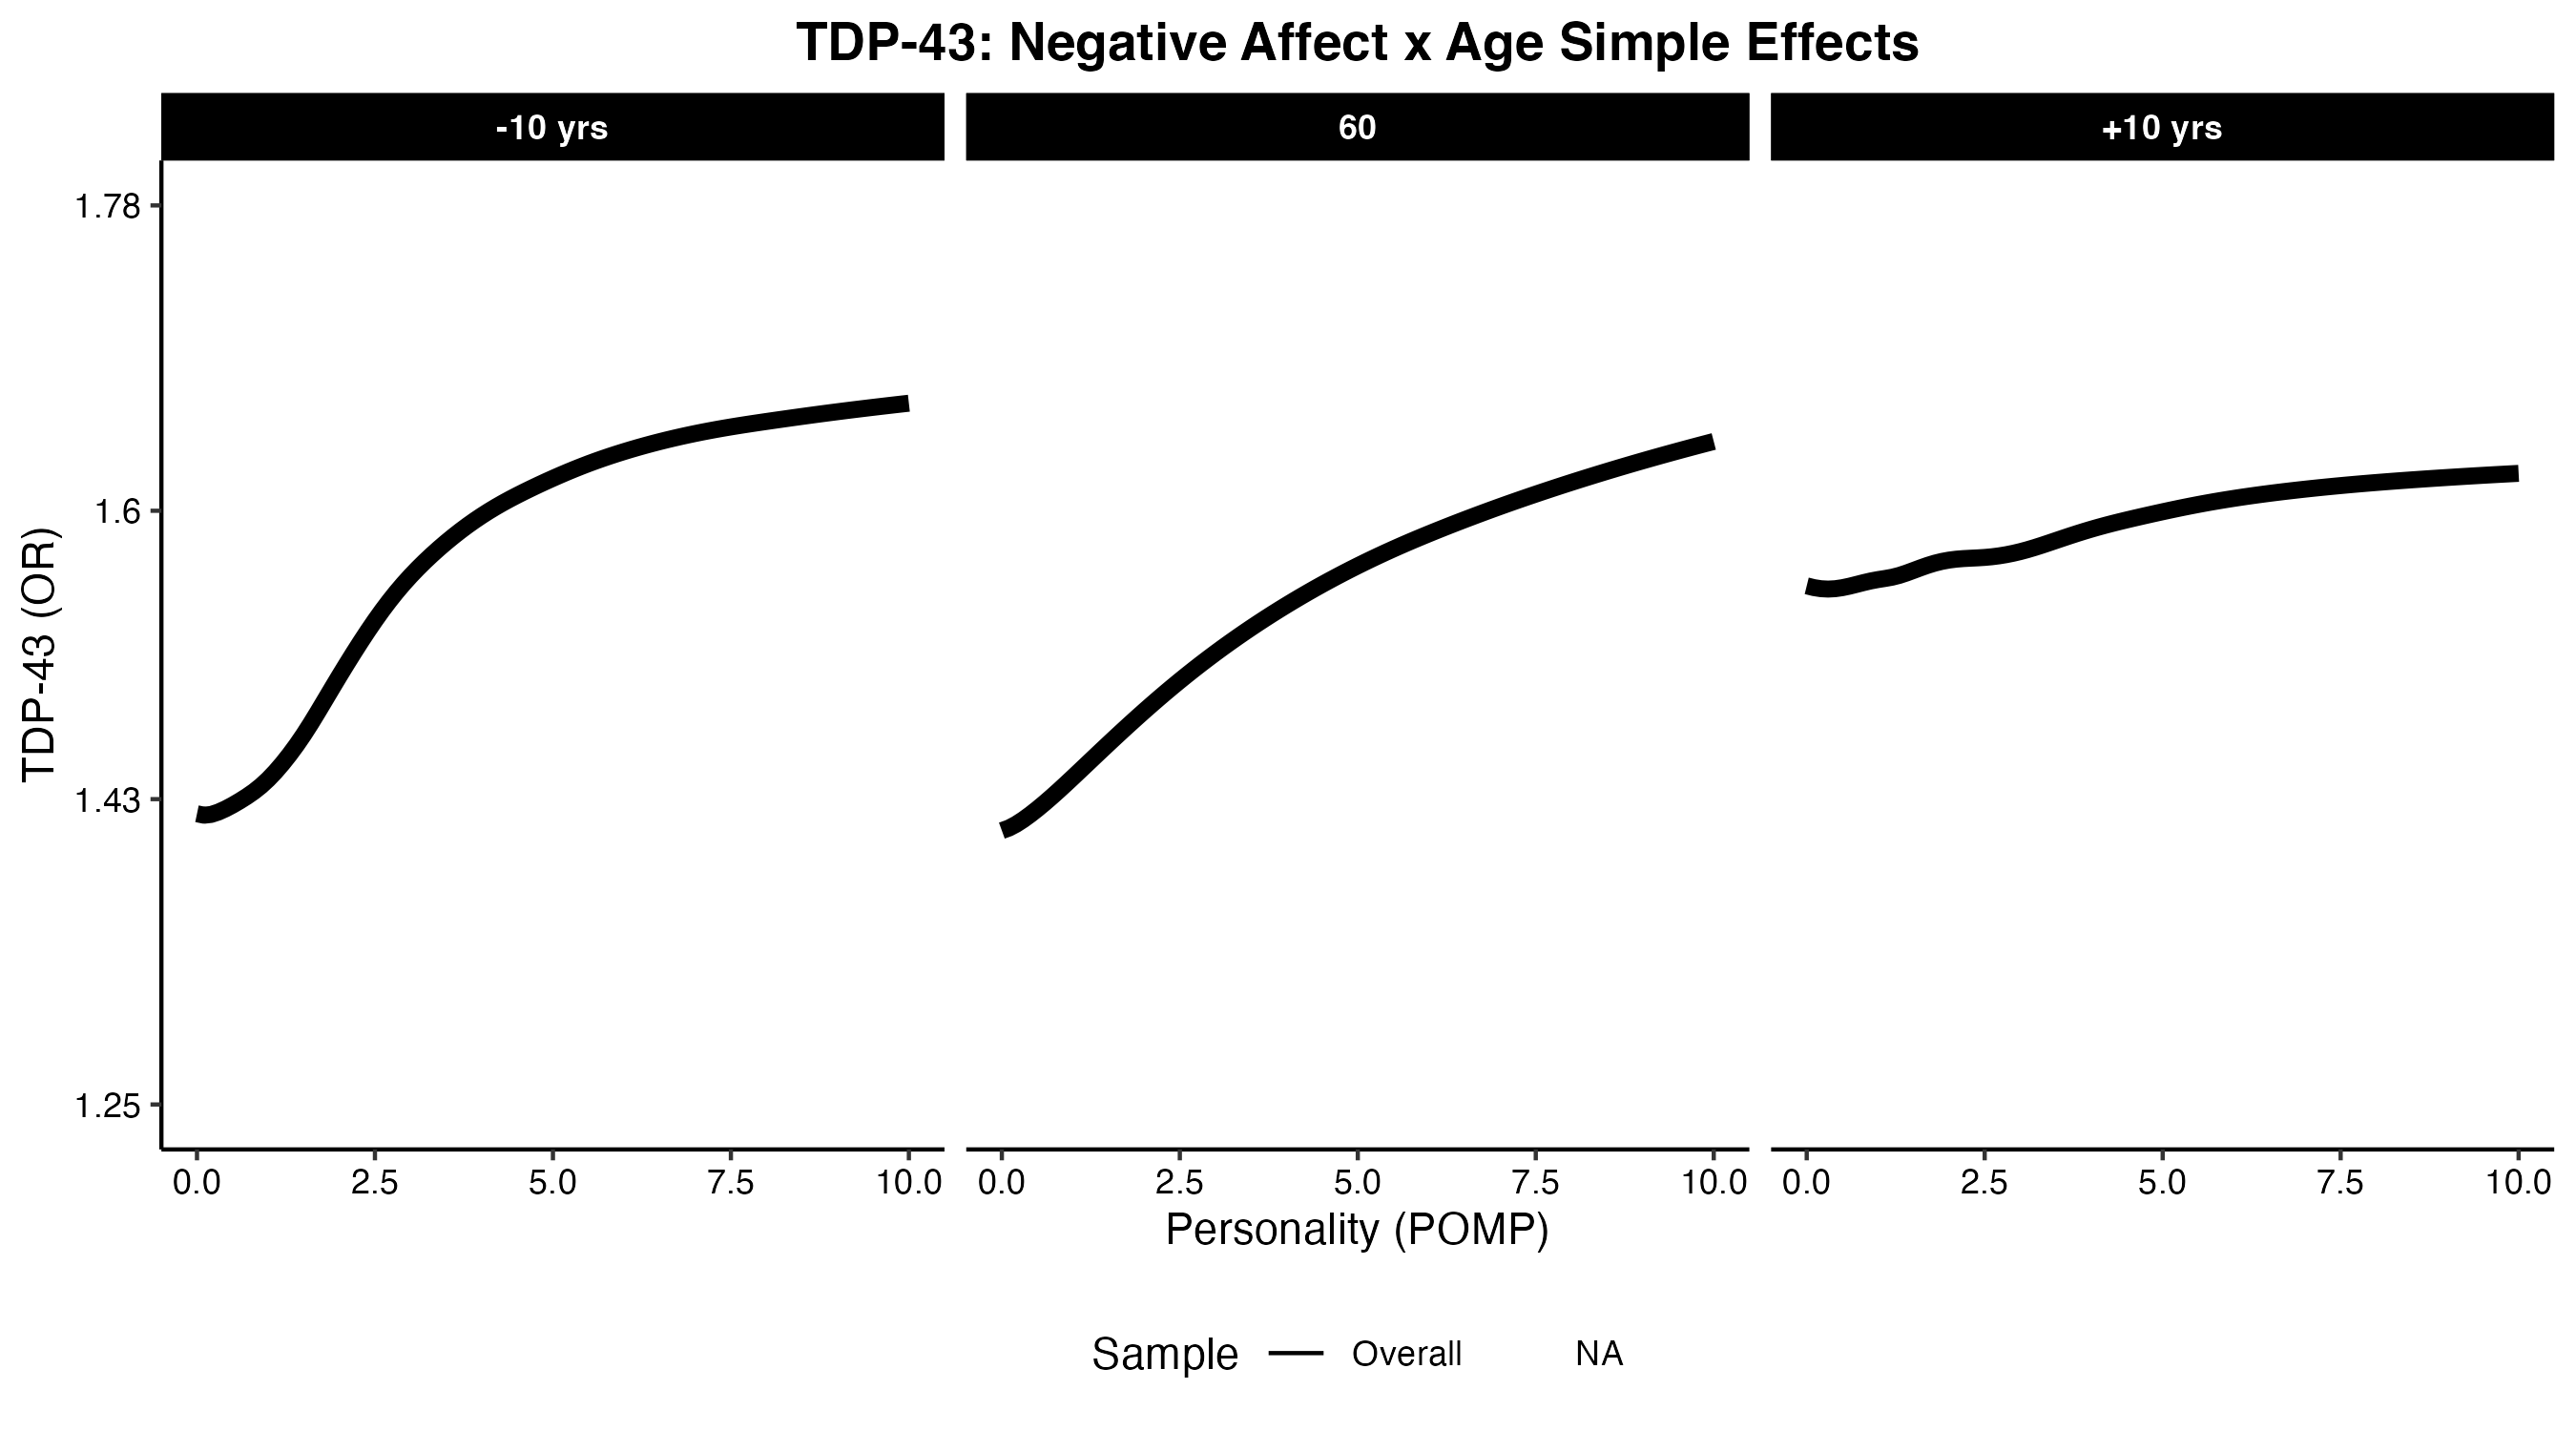 TDP-43: Negative Affect x Age Simple Effects
-10 yrs 60 +10 yrs
TDP-43 (OR)
1.78
1.6
1.43
1.25
0.0 2.5 5.0 7.5 10.0 0.0 2.5 5.0 7.5 10.0 0.0 2.5 5.0 7.5 10.0
Personality (POMP)
Sample Overall NA